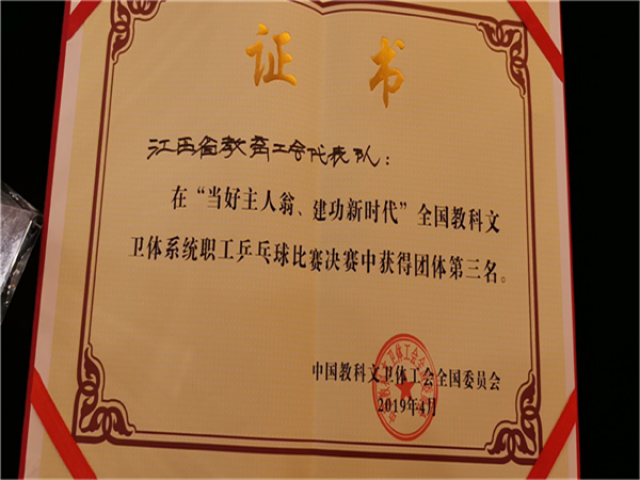 证书
江西省教育工会代表队：
在“当好主人翁、建功新时代”全国教科文
卫体系统职工乒乓球比赛决赛中获得团体第三名。
中国教科文卫体工会全国委员会
2019年4月